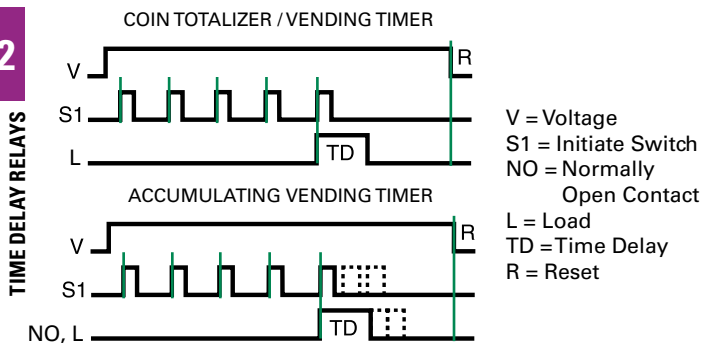 2
TIME DELAY RELAYS
COIN TOTALIZER / VENDING TIMER
V
R
S1
L
TD
ACCUMULATING VENDING TIMER
V
R
S1
NO, L
TD
V = Voltage
S1 = Initiate Switch
NO = Normally
Open Contact
L = Load
TD =Time Delay
R = Reset